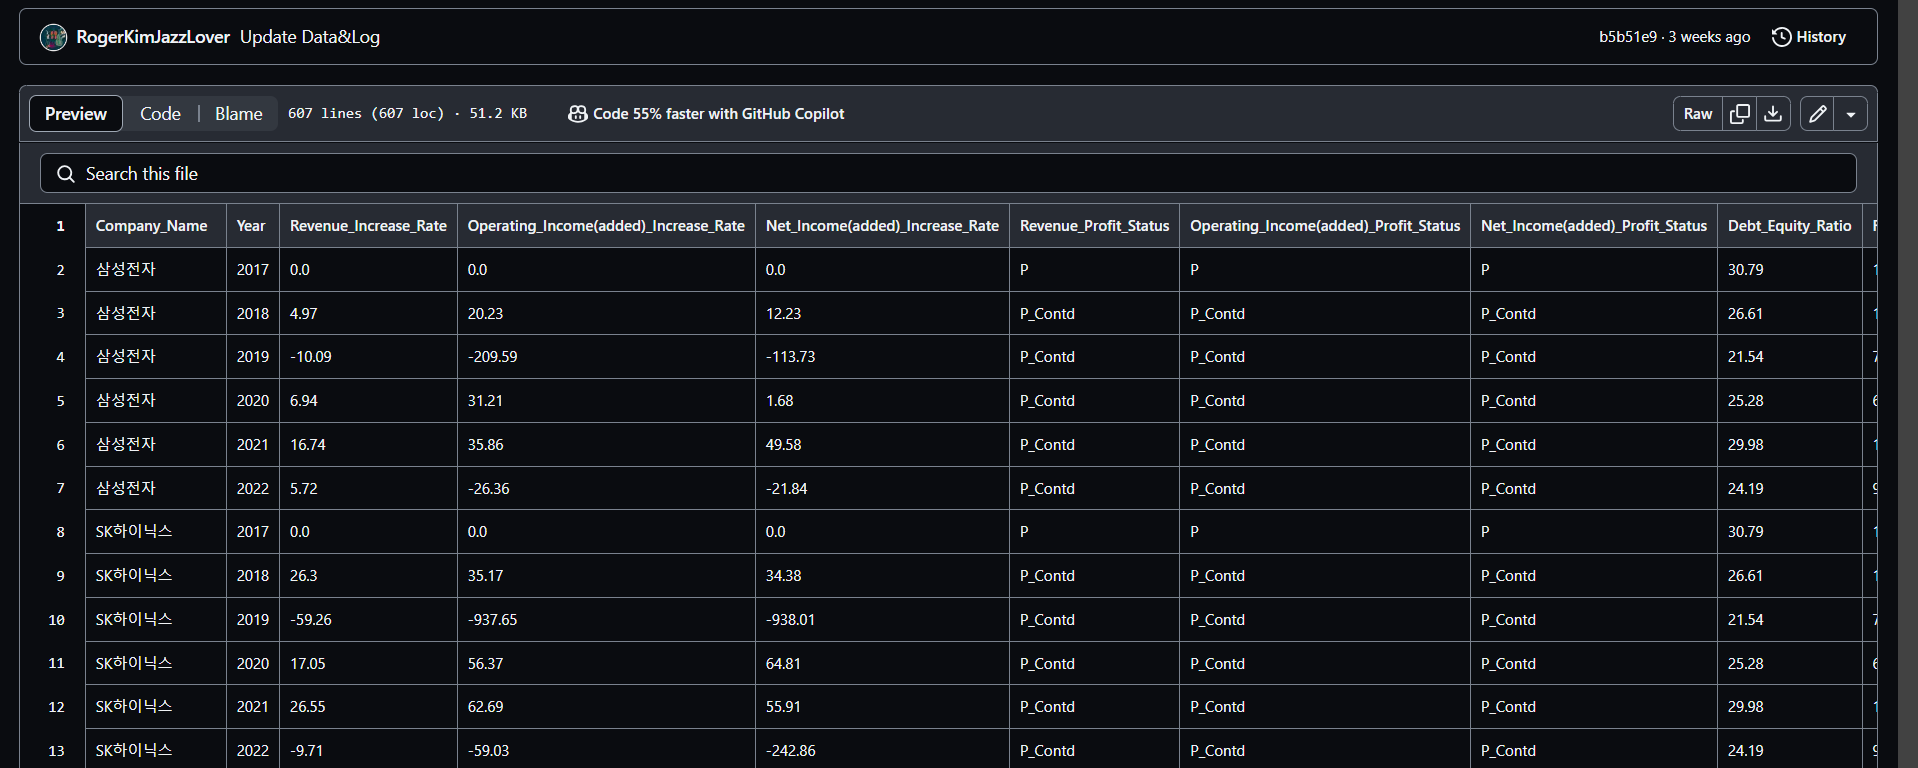 RogerKimJazzLover Update Data&Log b5b51e9 · 3 weeks ago History
Preview Code Blame 607 lines (607 loc) · 51.2 KB Code 55% faster with GitHub Copilot Raw
Search this file
1 Company_Name Year Revenue_Increase_Rate Operating_Income(added)_Increase_Rate Net_Income(added)_Increase_Rate Revenue_Profit_Status Operating_Income(added)_Profit_Status Net_Income(added)_Profit_Status Debt_Equity_Ratio
2 삼성전자 2017 0.0 0.0 0.0 P P P 30.79
3 삼성전자 2018 4.97 20.23 12.23 P_Contd P_Contd P_Contd 26.61
4 삼성전자 2019 -10.09 -209.59 -113.73 P_Contd P_Contd P_Contd 21.54
5 삼성전자 2020 6.94 31.21 1.68 P_Contd P_Contd P_Contd 25.28
6 삼성전자 2021 16.74 35.86 49.58 P_Contd P_Contd P_Contd 29.98
7 삼성전자 2022 5.72 -26.36 -21.84 P_Contd P_Contd P_Contd 24.19
8 SK하이닉스 2017 0.0 0.0 0.0 P P P 30.79
9 SK하이닉스 2018 26.3 35.17 34.38 P_Contd P_Contd P_Contd 26.61
10 SK하이닉스 2019 -59.26 -937.65 -938.01 P_Contd P_Contd P_Contd 21.54
11 SK하이닉스 2020 17.05 56.37 64.81 P_Contd P_Contd P_Contd 25.28
12 SK하이닉스 2021 26.55 62.69 55.91 P_Contd P_Contd P_Contd 29.98
13 SK하이닉스 2022 -9.71 -59.03 -242.86 P_Contd P_Contd P_Contd 24.19